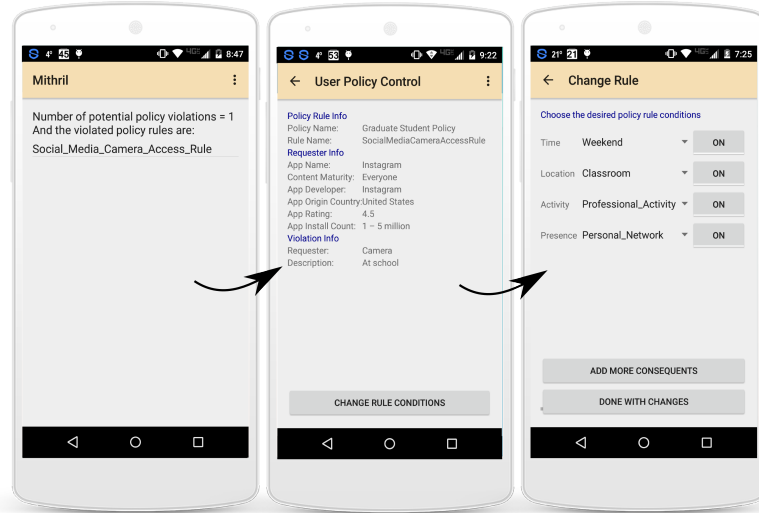 4° 45 4G 8:47
Mithril
Number of potential policy violations = 1
And the violated policy rules are:
Social_Media_Camera_Access_Rule
4° 53 4G 9:22
User Policy Control
Policy Rule Info
Policy Name: Graduate Student Policy
Rule Name: SocialMediaCameraAccessRule
Requester Info
App Name: Instagram
Content Maturity: Everyone
App Developer: Instagram
App Origin Country:United States
App Rating: 4.5
App Install Count: 1 – 5 million
Violation Info
Requester: Camera
Description: At school
CHANGE RULE CONDITIONS
21° 21 4G 7:25
Change Rule
Choose the desired policy rule conditions
Time Weekend ON
Location Classroom ON
Activity Professional_Activity ON
Presence Personal_Network ON
ADD MORE CONSEQUENTS
DONE WITH CHANGES